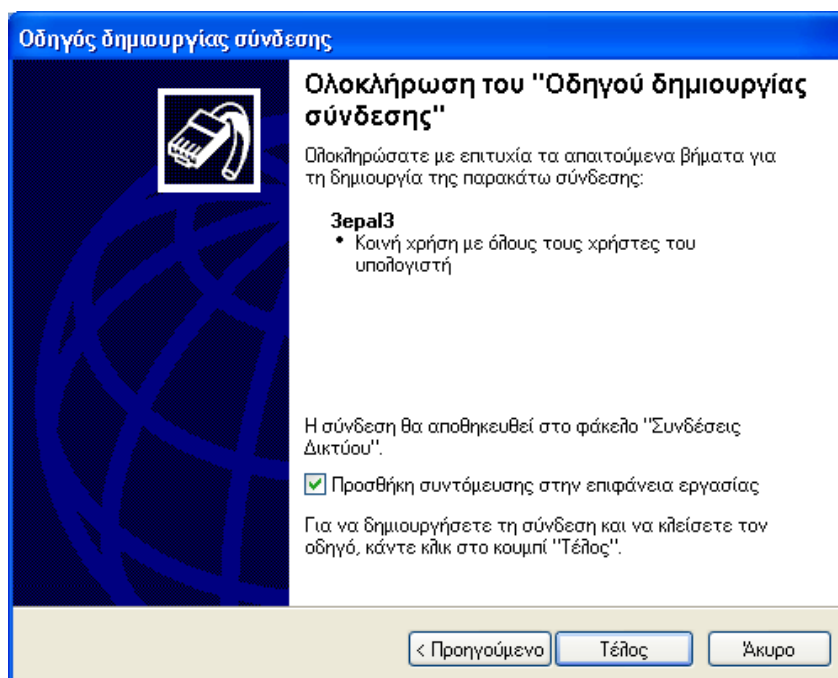 Οδηγός δημιουργίας σύνδεσης
Ολοκλήρωση του "Οδηγού δημιουργίας
σύνδεσης"
Ολοκληρώσατε με επιτυχία τα απαιτούμενα βήματα για
τη δημιουργία της παρακάτω σύνδεσης:
3epal3
• Κοινή χρήση με όλους τους χρήστες του
υπολογιστή
Η σύνδεση θα αποθηκευθεί στο φάκελο "Συνδέσεις
Δικτύου".
Προσθήκη συντόμευσης στην επιφάνεια εργασίας
Για να δημιουργήσετε τη σύνδεση και να κλείσετε τον
οδηγό, κάντε κλικ στο κουμπί "Τέλος".
< Προηγούμενο Τέλος Άκυρο